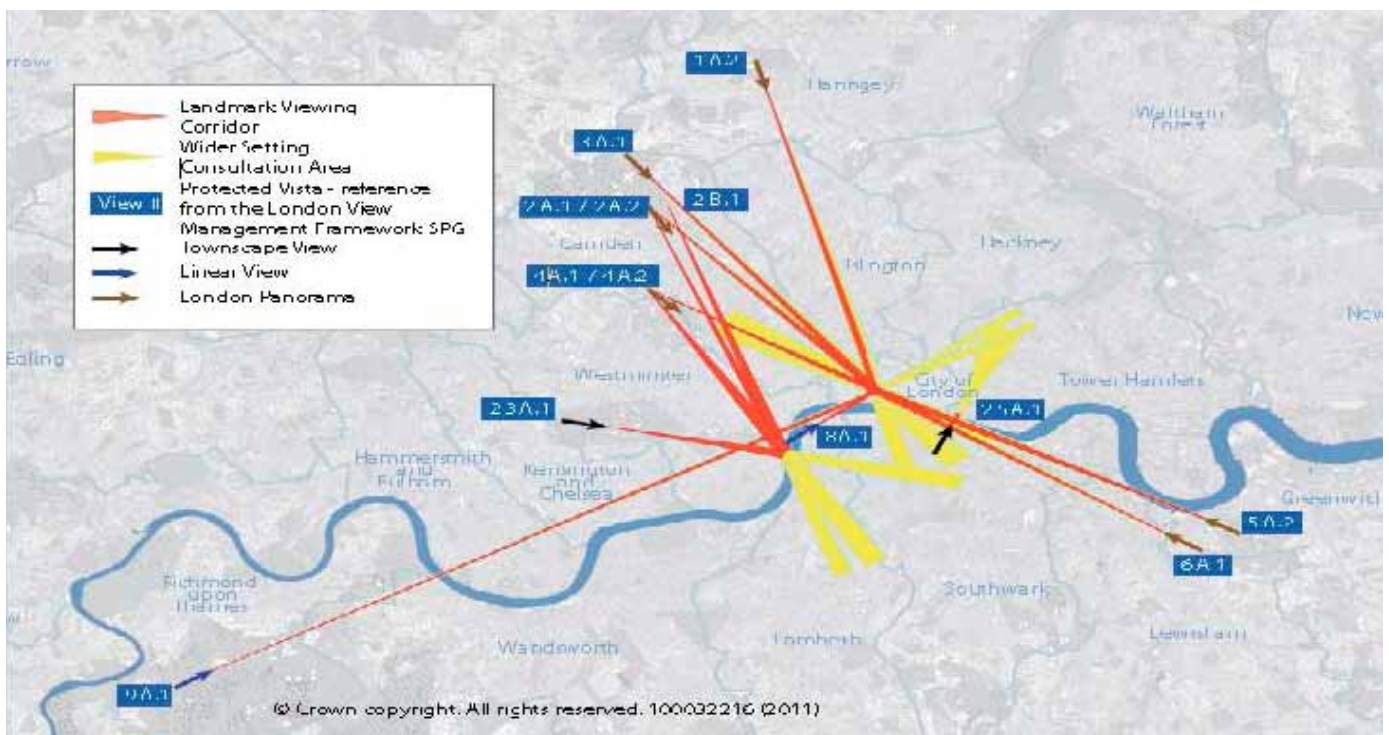 Landmark Viewing
Corridor
Wider Setting
Consultation Area
View
Protected Vista - reference
from the London View
Management Framework SPG
Townscape View
Linear View
London Panorama
1A.2
Haringey
Waltham
Forest
3A.1
2A.1 / 2A.2
2B.1
Camden
Hackney
Islington
4A.1 / 4A.2
Ealing
Westminster
City of
London
Tower Hamlets
23A.1
25A.1
8A.1
Hammersmith
and
Fulham
Kensington
and
Chelsea
Greenwich
5A.2
6A.1
Richmond
upon
Thames
Southwark
Wandsworth
Lambeth
Lewisham
9A.1
© Crown copyright. All rights reserved. 100032216 (2011)